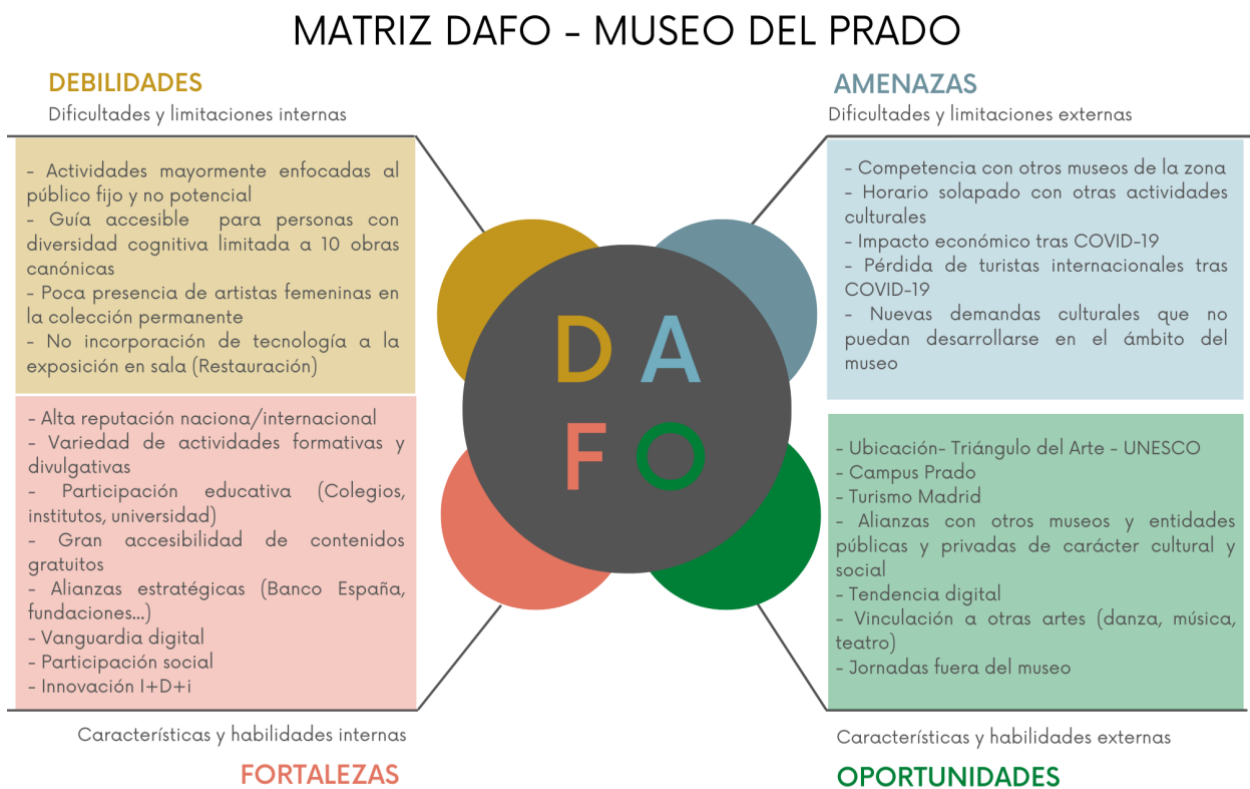 MATRIZ DAFO - MUSEO DEL PRADO
DEBILIDADES
Dificultades y limitaciones internas
- Actividades mayormente enfocadas al
público fijo y no potencial
- Guía accesible para personas con
diversidad cognitiva limitada a 10 obras
canónicas
- Poca presencia de artistas femeninas en
la colección permanente
- No incorporación de tecnología a la
exposición en sala (Restauración)
AMENAZAS
Dificultades y limitaciones externas
- Competencia con otros museos de la zona
- Horario solapado con otras actividades
culturales
- Impacto económico tras COVID-19
- Pérdida de turistas internacionales tras
COVID-19
- Nuevas demandas culturales que no
puedan desarrollarse en el ámbito del
museo
D A
F O
- Alta reputación naciona/internacional
- Variedad de actividades formativas y
divulgativas
- Participación educativa (Colegios,
institutos, universidad)
- Gran accesibilidad de contenidos
gratuitos
- Alianzas estratégicas (Banco España,
fundaciones...)
- Vanguardia digital
- Participación social
- Innovación I+D+i
Características y habilidades internas
FORTALEZAS
- Ubicación- Triángulo del Arte - UNESCO
- Campus Prado
- Turismo Madrid
- Alianzas con otros museos y entidades
públicas y privadas de carácter cultural y
social
- Tendencia digital
- Vinculación a otras artes (danza, música,
teatro)
- Jornadas fuera del museo
Características y habilidades externas
OPORTUNIDADES